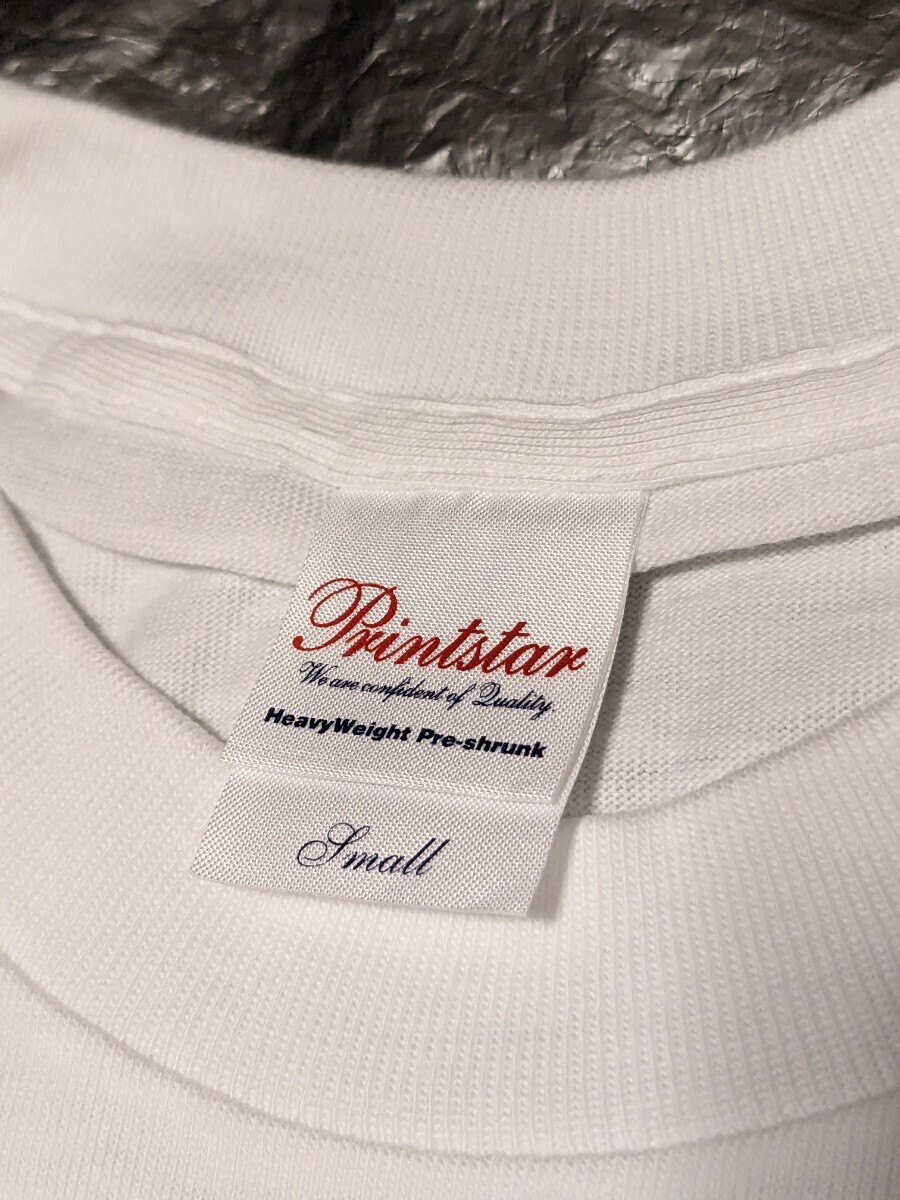 Printstar
We are confident of Quality
HeavyWeight Pre-shrunk
Small